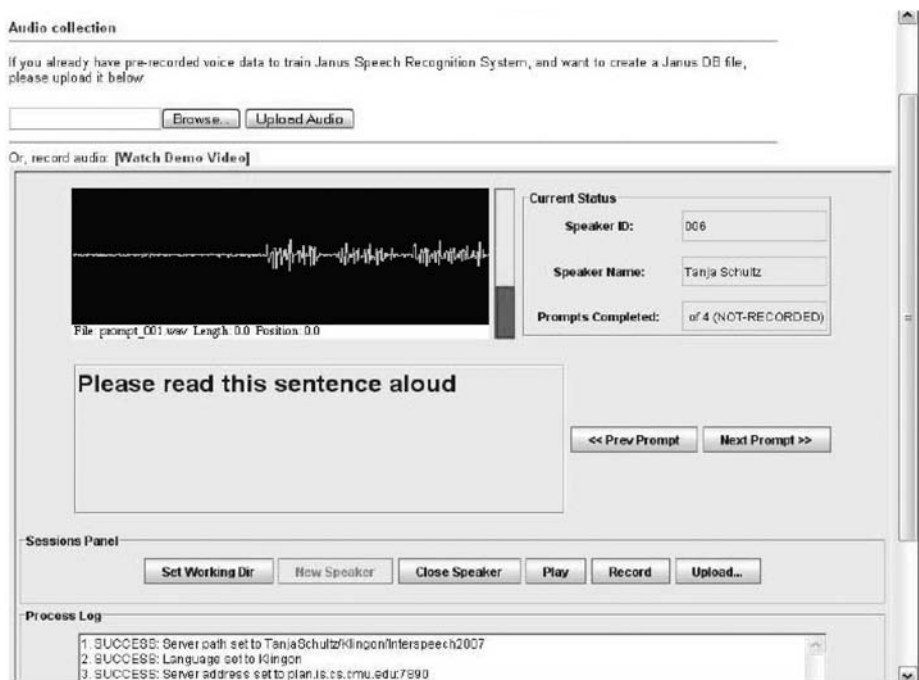 Audio collection
If you already have pre-recorded voice data to train Janus Speech Recognition System, and want to create a Janus DB file,
please upload it below
Browse... Upload Audio
Or, record audio: [Watch Demo Video]
File: prompt_001.wav Length: 0.0 Position: 0.0
Current Status
Speaker ID: 006
Speaker Name: Tanja Schultz
Prompts Completed: of 4 (NOT-RECORDED)
Please read this sentence aloud
<< Prev Prompt Next Prompt >>
Sessions Panel
Set Working Dir New Speaker Close Speaker Play Record Upload...
Process Log
1. SUCCESS: Server path set to TanjaSchultz/Klingon/Interspeech2007
2. SUCCESS: Language set to Klingon
3. SUCCESS: Server address set to plan.is.cs.cmu.edu:7890